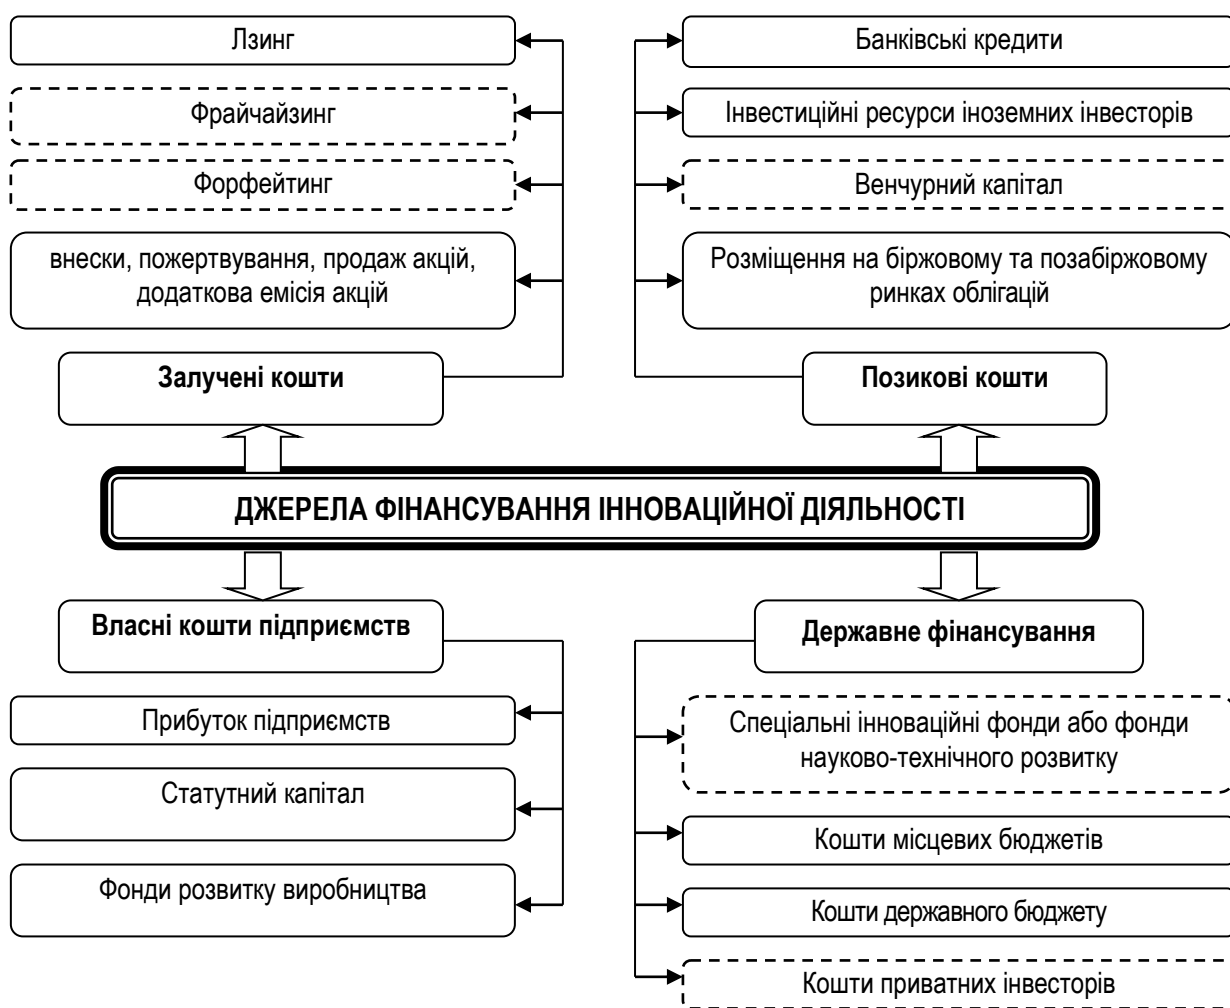 Лзинг
Фрайчайзинг
Форфейтинг
внески, пожертвування, продаж акцій,
додаткова емісія акцій
Залучені кошти
Банківські кредити
Інвестиційні ресурси іноземних інвесторів
Венчурний капітал
Розміщення на біржовому та позабіржовому
ринках облігацій
Позикові кошти
ДЖЕРЕЛА ФІНАНСУВАННЯ ІННОВАЦІЙНОЇ ДІЯЛЬНОСТІ
Власні кошти підприємств
Прибуток підприємств
Статутний капітал
Фонди розвитку виробництва
Державне фінансування
Спеціальні інноваційні фонди або фонди
науково-технічного розвитку
Кошти місцевих бюджетів
Кошти державного бюджету
Кошти приватних інвесторів